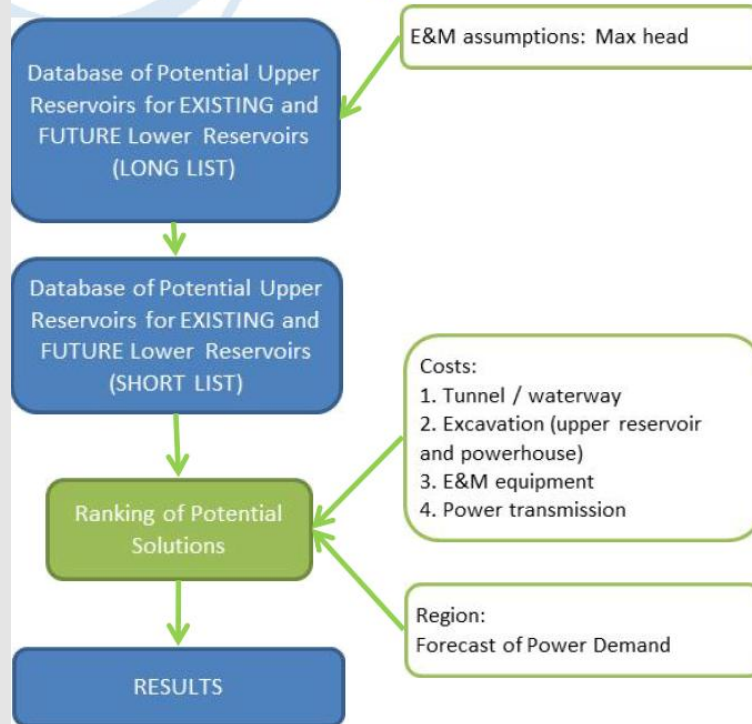 E&M assumptions: Max head
Database of Potential Upper
Reservoirs for EXISTING and
FUTURE Lower Reservoirs
(LONG LIST)
Database of Potential Upper
Reservoirs for EXISTING and
FUTURE Lower Reservoirs
(SHORT LIST)
Costs:
1. Tunnel / waterway
2. Excavation (upper reservoir
and powerhouse)
3. E&M equipment
4. Power transmission
Ranking of Potential
Solutions
Region:
Forecast of Power Demand
RESULTS